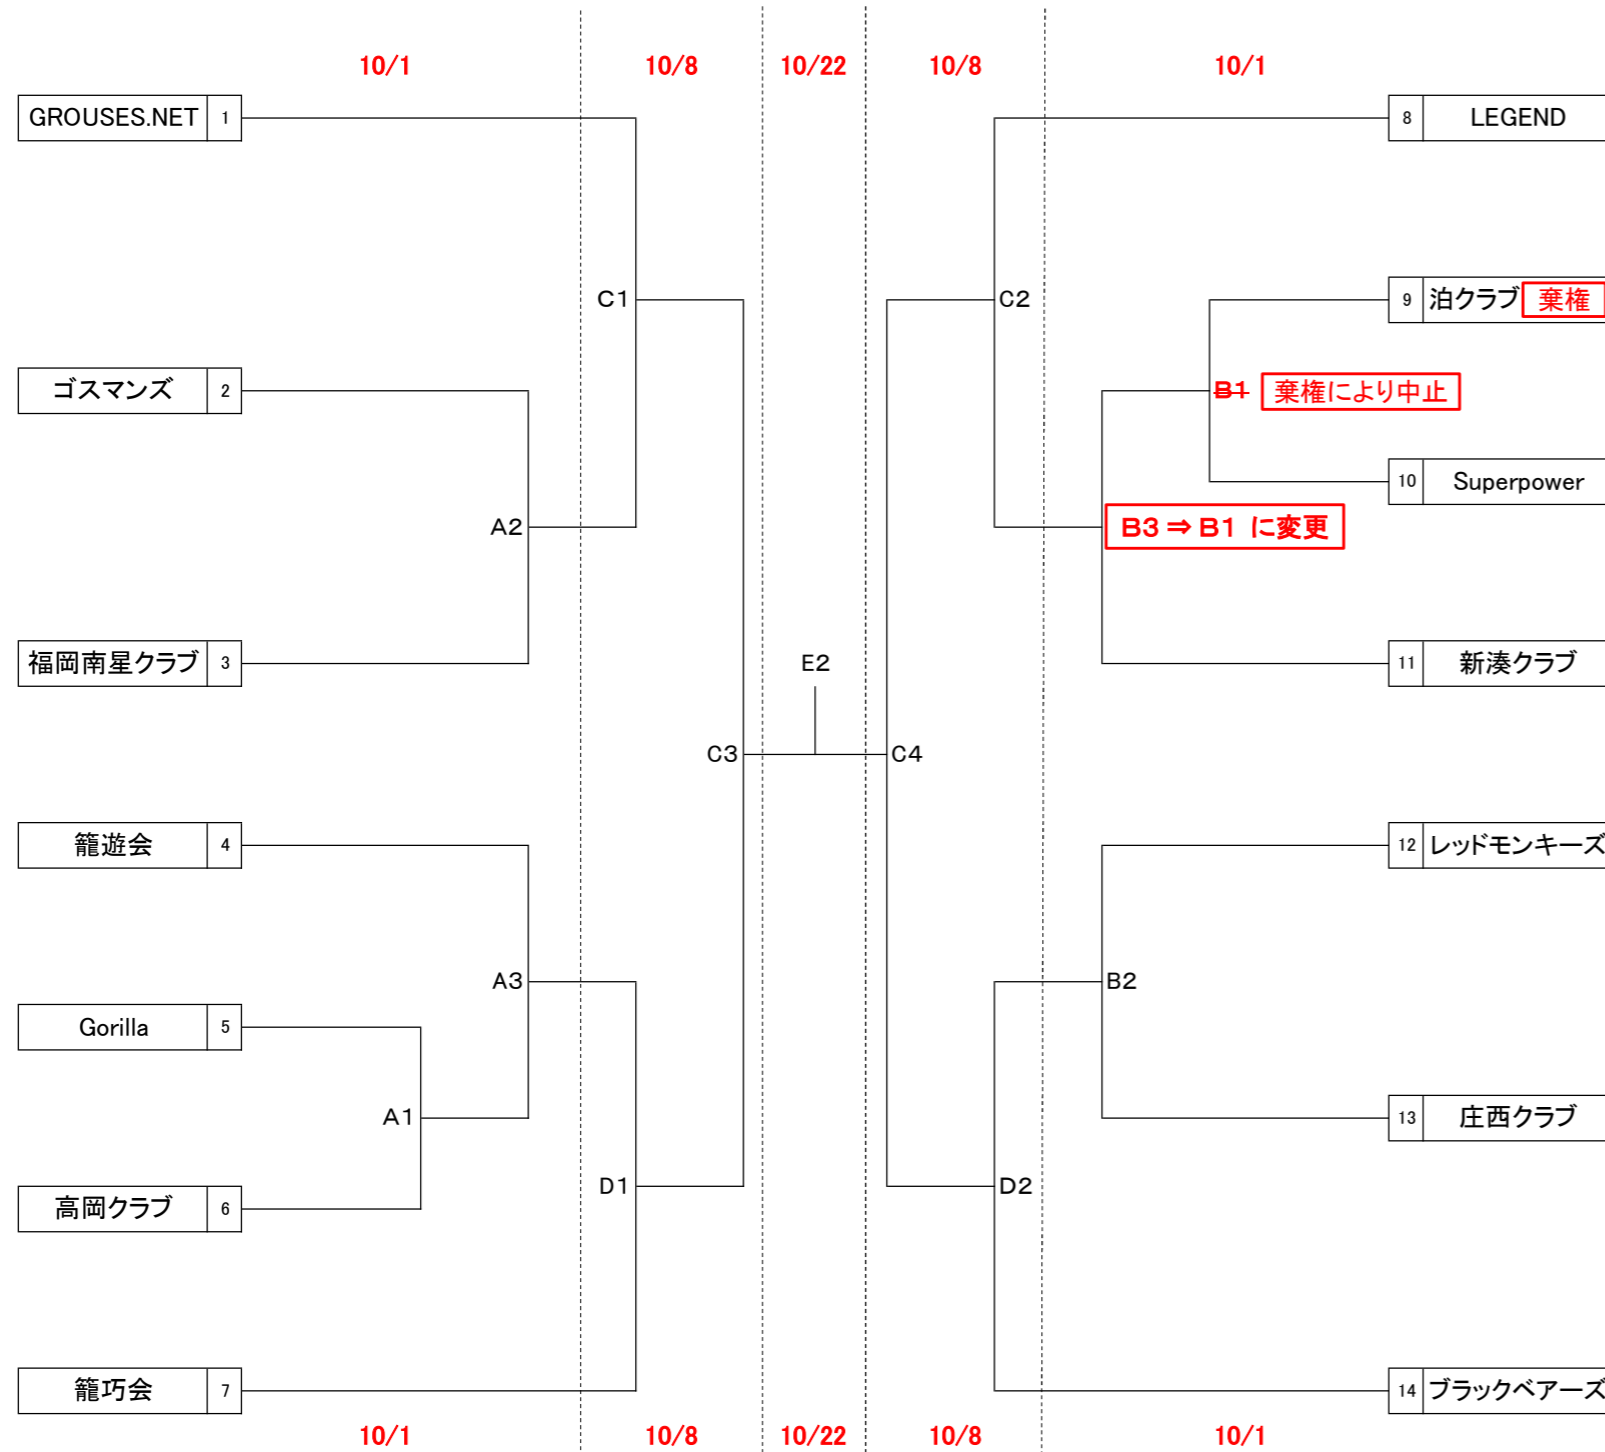 10/1 10/8 10/22 10/8 10/1
GROUSES.NET 1
8 LEGEND
C1
C2
9 泊クラブ 棄権
ゴスマンズ 2
B1 棄権により中止
10 Superpower
A2
B3 ⇒ B1 に変更
福岡南星クラブ 3
E2
11 新湊クラブ
C3
C4
籠遊会 4
12 レッドモンキーズ
A3
B2
Gorilla 5
A1
13 庄西クラブ
D1
D2
高岡クラブ 6
籠巧会 7
14 ブラックベアーズ
10/1 10/8 10/22 10/8 10/1